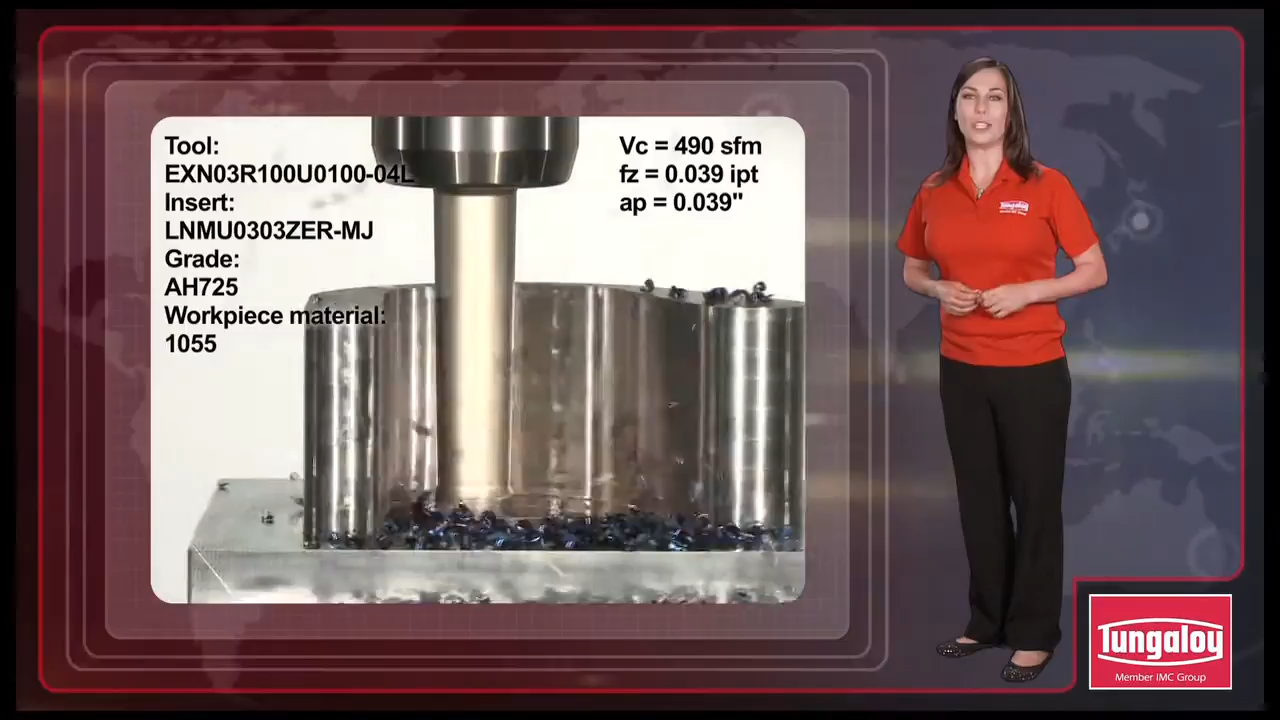 Tool:
EXN03R100U0100-04L
Insert:
LNMU0303ZER-MJ
Grade:
AH725
Workpiece material:
1055
Vc = 490 sfm
fz = 0.039 ipt
ap = 0.039"
Tungaloy
Tungaloy
Member IMC Group